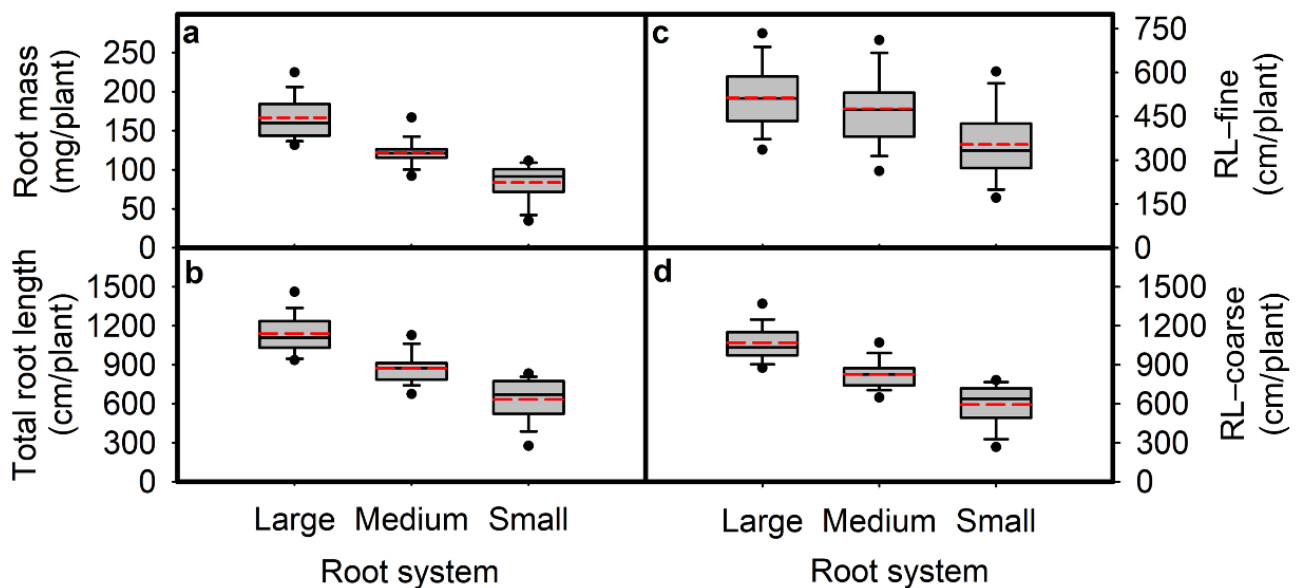 a
Root mass
(mg/plant)
250
200
150
100
50
0
c
750
600
450
300
150
0
RL–fine
(cm/plant)
b
Total root length
(cm/plant)
1500
1200
900
600
300
0
d
1500
1200
900
600
300
0
RL–coarse
(cm/plant)
Large Medium Small
Root system
Large Medium Small
Root system